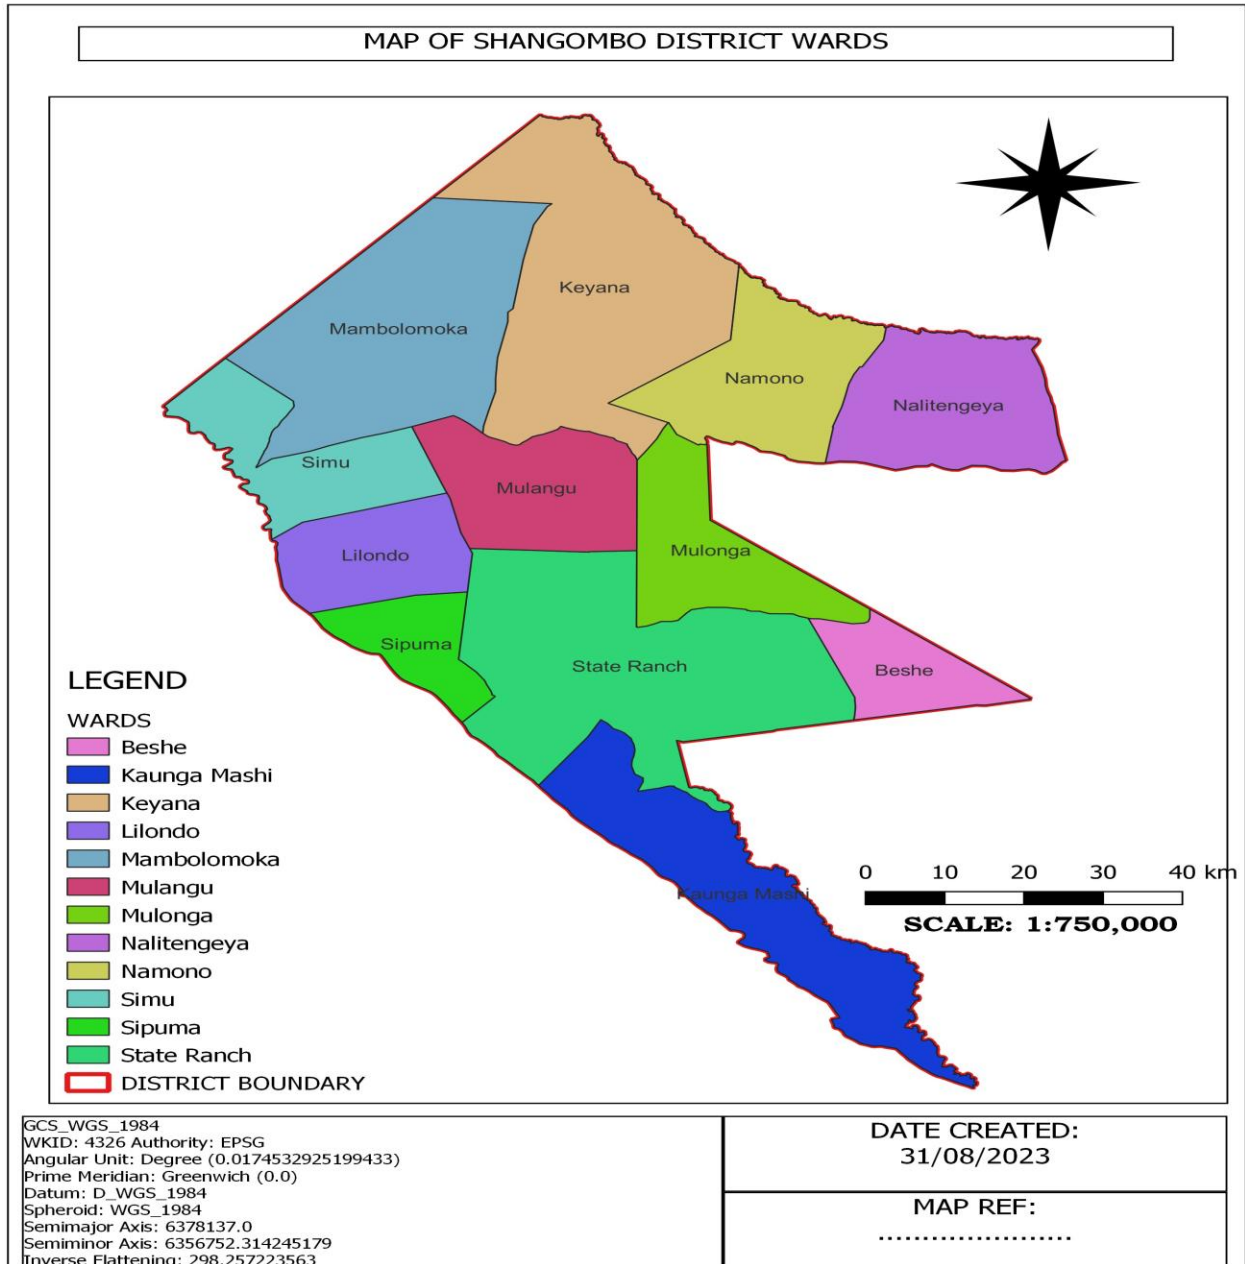 MAP OF SHANGOMBO DISTRICT WARDS
Keyana
Mambolomoka
Namono
Nalitengeya
Simu
Mulangu
Mulonga
Lilondo
Sipuma
State Ranch
Beshe
Kaunga Mashi
LEGEND
WARDS
Beshe
Kaunga Mashi
Keyana
Lilondo
Mambolomoka
Mulangu
Mulonga
Nalitengeya
Namono
Simu
Sipuma
State Ranch
DISTRICT BOUNDARY
0 10 20 30 40 km
SCALE: 1:750,000
GCS_WGS_1984
WKID: 4326 Authority: EPSG
Angular Unit: Degree (0.0174532925199433)
Prime Meridian: Greenwich (0.0)
Datum: D_WGS_1984
Spheroid: WGS_1984
Semimajor Axis: 6378137.0
Semiminor Axis: 6356752.314245179
Inverse Flattening: 298.257223563
DATE CREATED:
31/08/2023
MAP REF:
......................